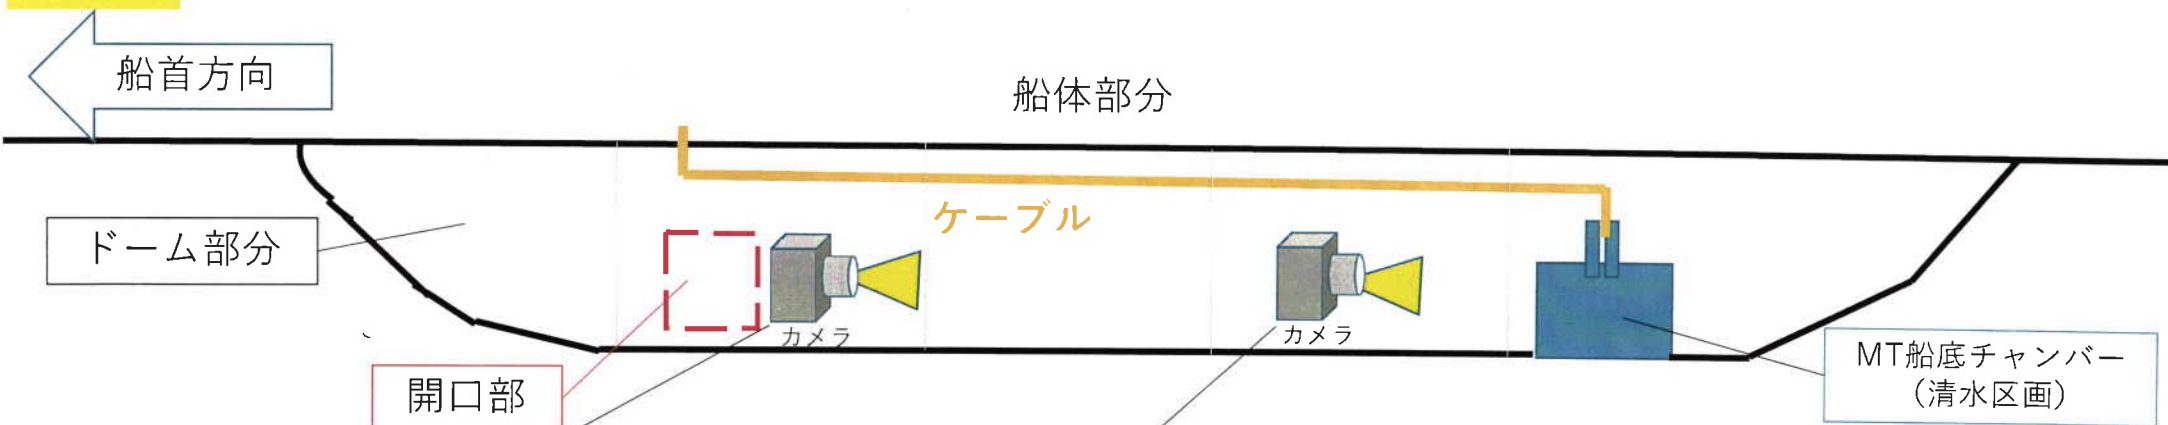 船首方向
船体部分
ドーム部分
ケーブル
カメラ
カメラ
開口部
MT船底チャンバー
（清水区画）